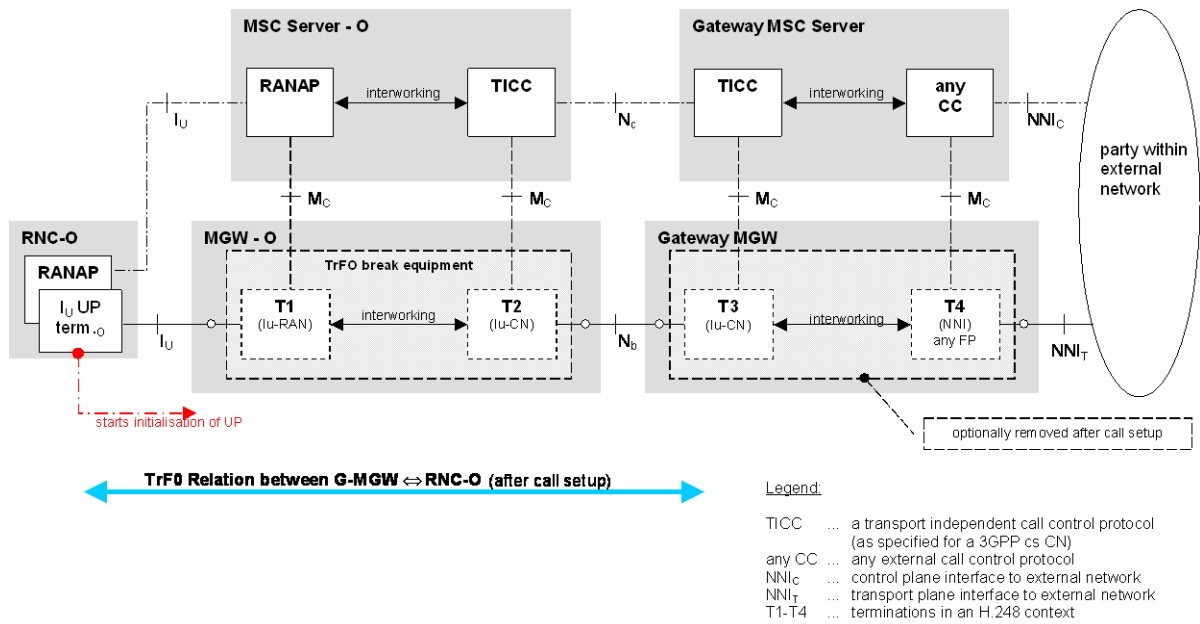 MSC Server - O
Gateway MSC Server
RANAP
interworking
TICC
TICC
interworking
any
CC
IU
Nc
NNIC
party within
external
network
MC
MC
MC
MC
RNC-O
MGW - O
Gateway MGW
RANAP
TrFO break equipment
IU UP
term.O
T1
(Iu-RAN)
interworking
T2
(Iu-CN)
T3
(Iu-CN)
interworking
T4
(NNI)
any FP
IU
Nb
NNIT
starts initialisation of UP
optionally removed after call setup
TrF0 Relation between G-MGW ⇔ RNC-O (after call setup)
Legend:
TICC ... a transport independent call control protocol
(as specified for a 3GPP cs CN)
any CC ... any external call control protocol
NNIC ... control plane interface to external network
NNIT ... transport plane interface to external network
T1-T4 ... terminations in an H.248 context